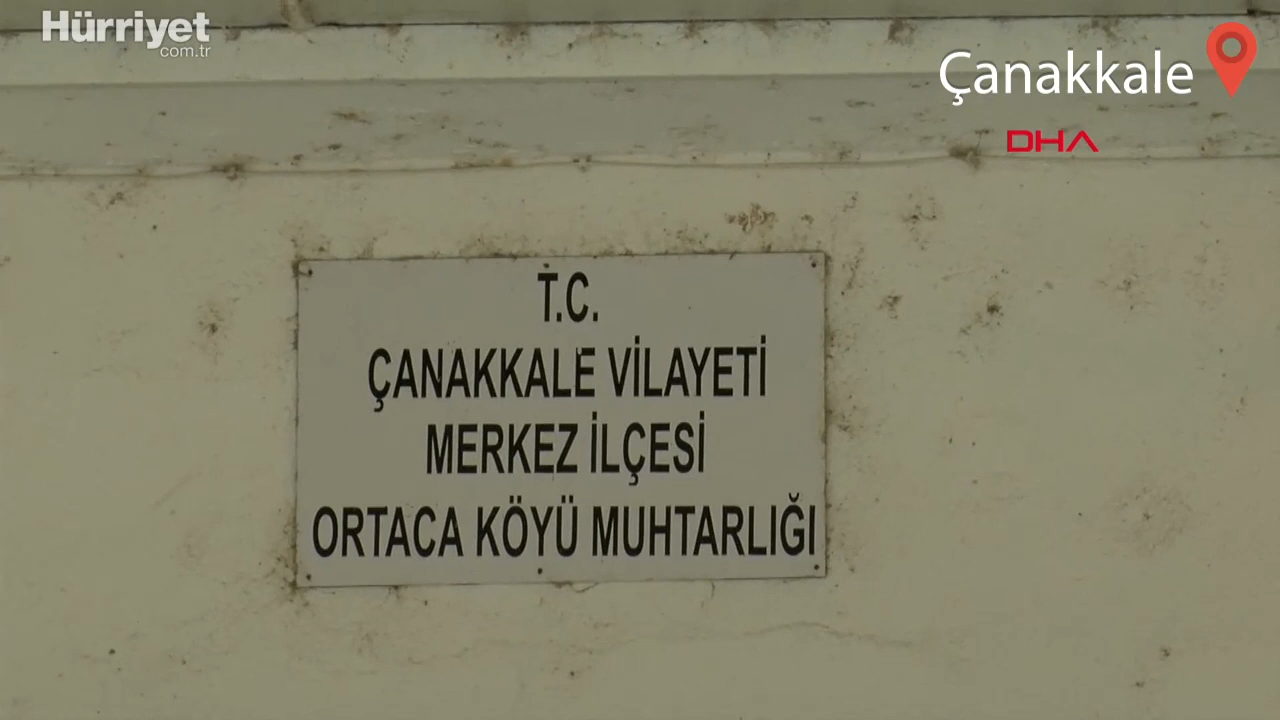 Hürriyet
com.tr
Çanakkale
DHA
T.C.
ÇANAKKALE VİLAYETİ
MERKEZ İLÇESİ
ORTACA KÖYÜ MUHTARLIĞI